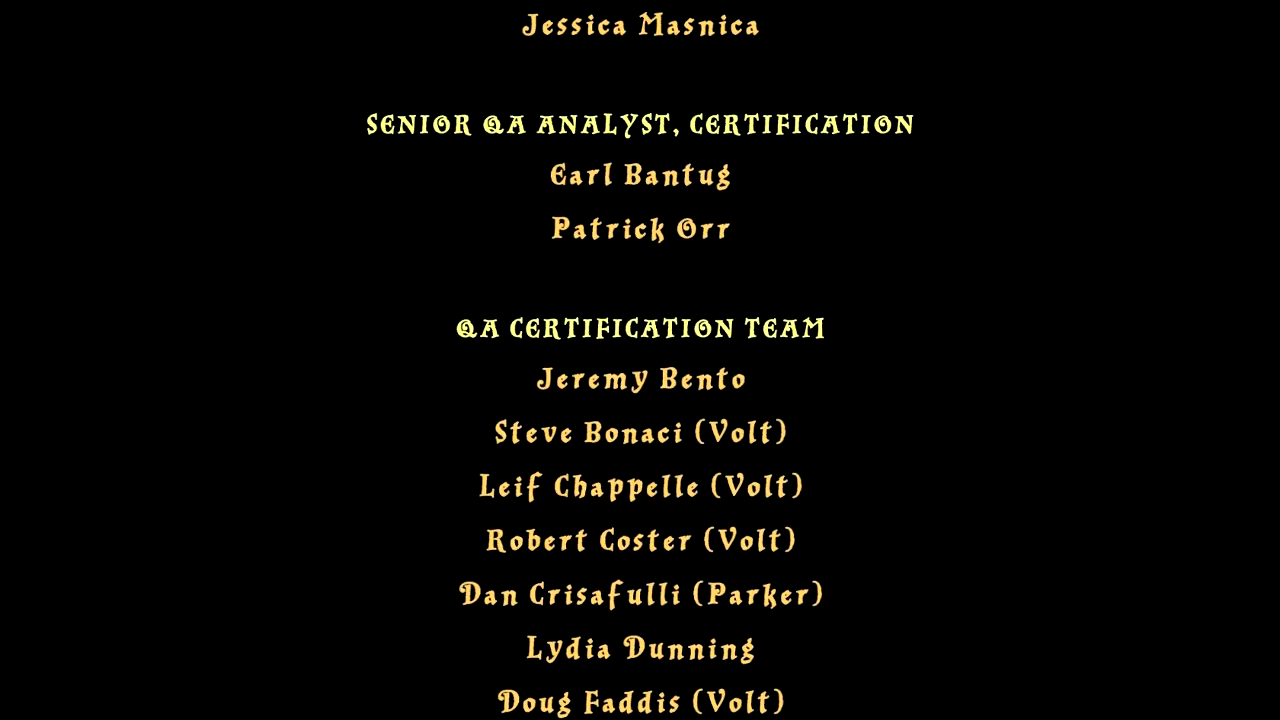 Jessica Masnica
SENIOR QA ANALYST, CERTIFICATION
Earl Bantug
Patrick Orr
QA CERTIFICATION TEAM
Jeremy Bento
Steve Bonaci (Volt)
Leif Chappelle (Volt)
Robert Coster (Volt)
Dan Crisafulli (Parker)
Lydia Dunning
Doug Faddis (Volt)